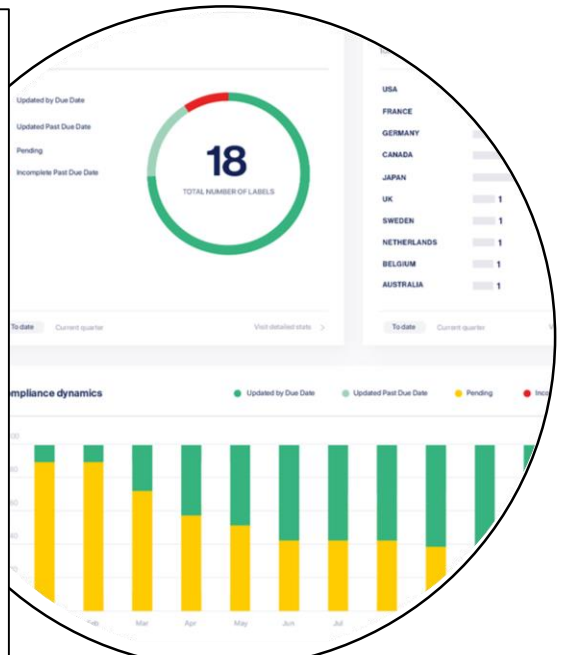 Updated by Due Date
Updated Past Due Date
Pending
Incomplete Past Due Date
18
TOTAL NUMBER OF LABELS
To date Current quarter Visit detailed stats >
USA
FRANCE
GERMANY
CANADA
JAPAN
UK 1
SWEDEN 1
NETHERLANDS 1
BELGIUM 1
AUSTRALIA 1
To date Current quarter
mpliance dynamics
Updated by Due Date Updated Past Due Date Pending
Mar Apr May Jun Jul